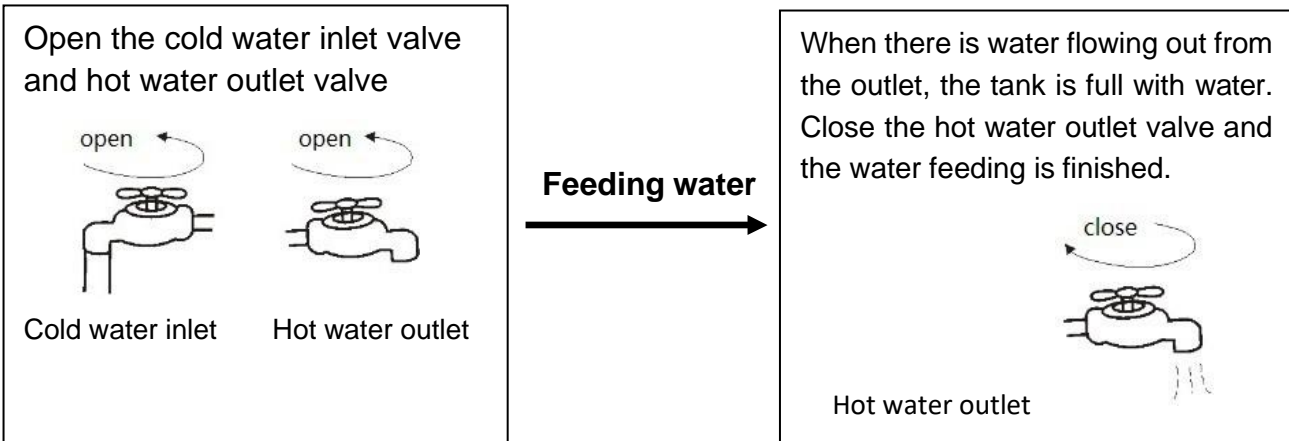 Open the cold water inlet valve
and hot water outlet valve
open
open
Cold water inlet
Hot water outlet
Feeding water
When there is water flowing out from
the outlet, the tank is full with water.
Close the hot water outlet valve and
the water feeding is finished.
close
Hot water outlet